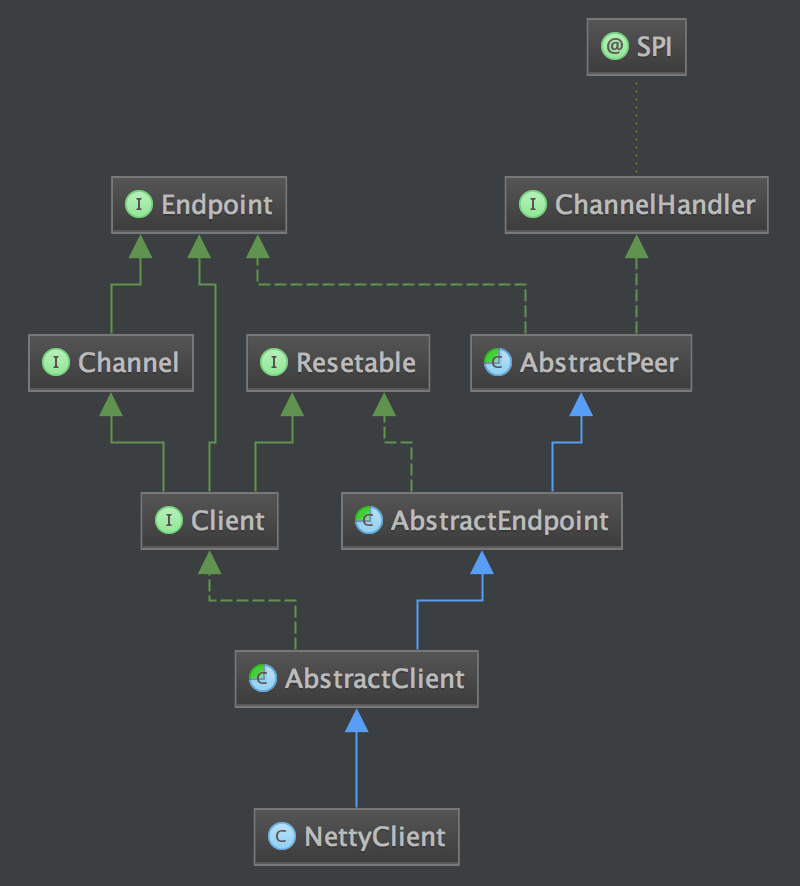 @ SPI
I Endpoint
I ChannelHandler
I Channel
I Resetable
C AbstractPeer
I Client
C AbstractEndpoint
C AbstractClient
C NettyClient